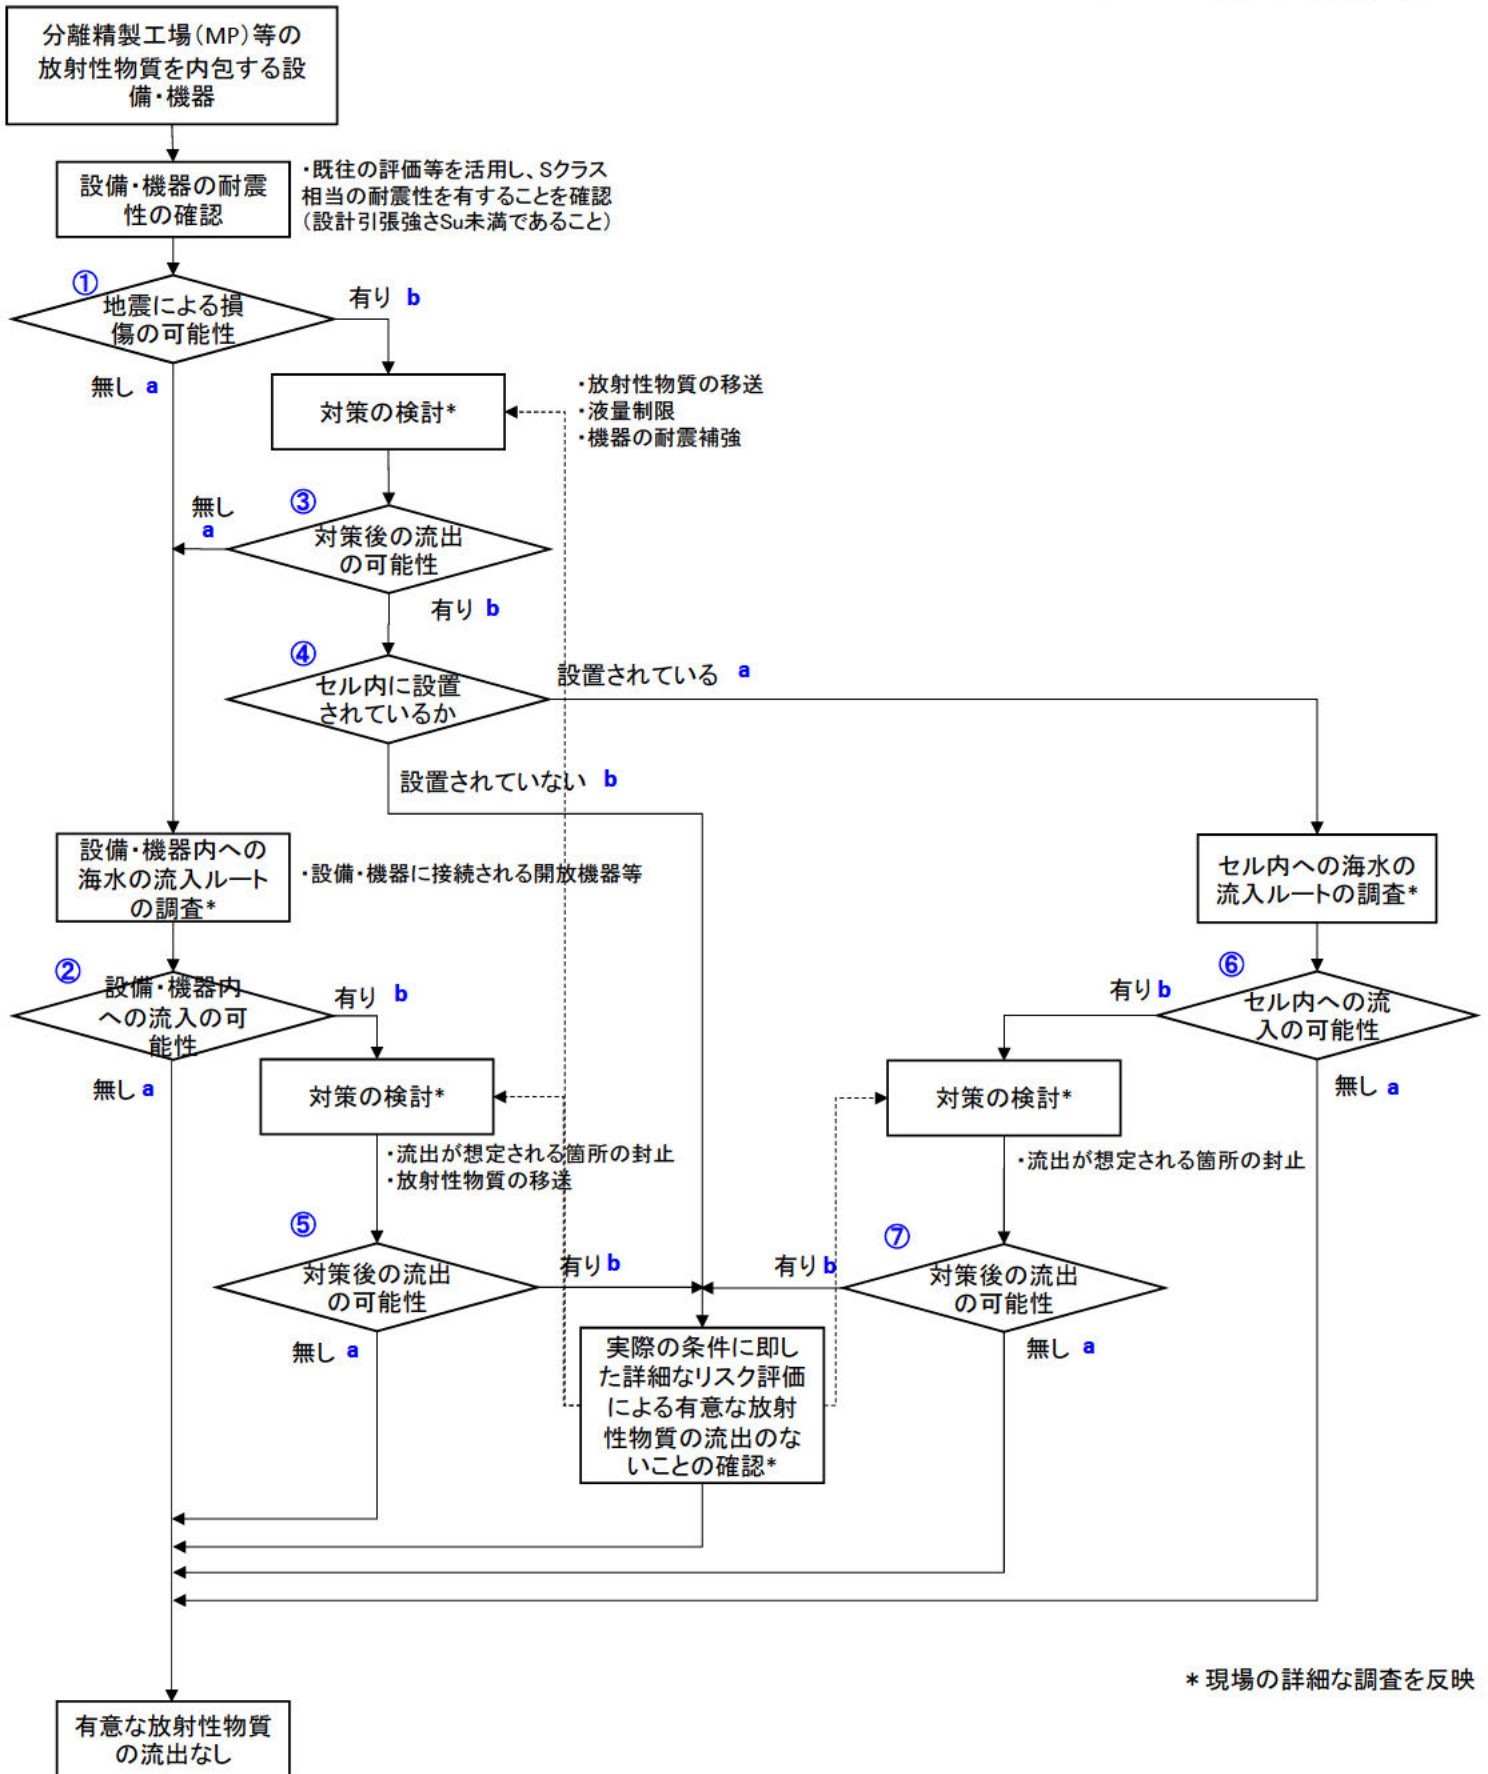 分離精製工場(MP)等の
放射性物質を内包する設
備・機器
設備・機器の耐震
性の確認
・既往の評価等を活用し、Sクラス
相当の耐震性を有することを確認
(設計引張強さSu未満であること)
①
地震による損
傷の可能性
有り b
無し a
対策の検討*
・放射性物質の移送
・液量制限
・機器の耐震補強
③
無し
a
対策後の流出
の可能性
有り b
④
セル内に設置
されているか
設置されている a
設置されていない b
設備・機器内への
海水の流入ルート
の調査*
・設備・機器に接続される開放機器等
セル内への海水の
流入ルートの調査*
②
設備・機器内
への流入の可
能性
有り b
無し a
⑥
有り b
セル内への流
入の可能性
無し a
対策の検討*
・流出が想定される箇所の封止
・放射性物質の移送
対策の検討*
・流出が想定される箇所の封止
⑤
対策後の流出
の可能性
有り b
無し a
⑦
有り b
対策後の流出
の可能性
無し a
実際の条件に即し
た詳細なリスク評価
による有意な放射
性物質の流出のな
いことの確認*
* 現場の詳細な調査を反映
有意な放射性物質
の流出なし